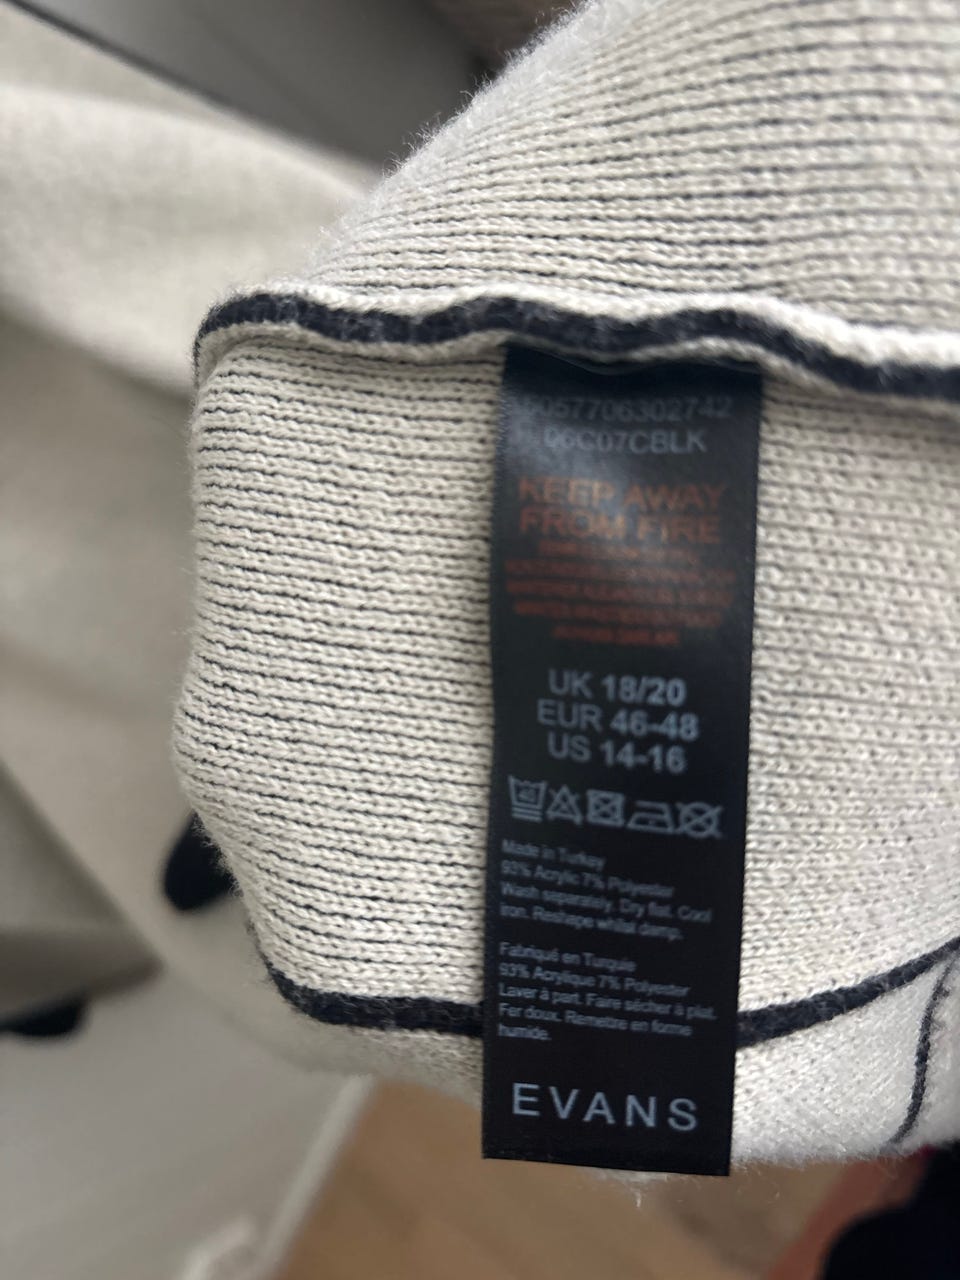 5057706302742
06C07CBLK
KEEP AWAY
FROM FIRE
UK 18/20
EUR 46-48
US 14-16
Made in Turkey
93% Acrylic 7% Polyester
Wash separately. Dry flat. Cool
iron. Reshape whilst damp.
Fabriqué en Turquie
93% Acrylique 7% Polyester
Laver à part. Faire sécher à plat.
Fer doux. Remettre en forme
humide.
EVANS